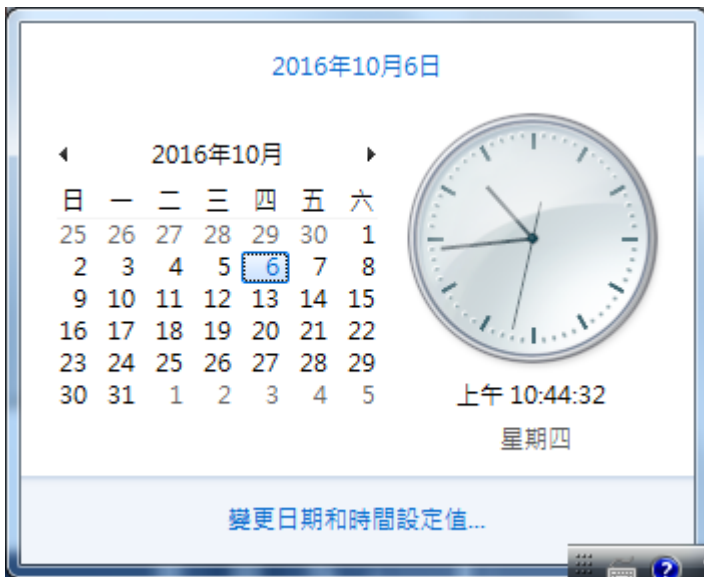 2016年10月6日
2016年10月
日 一 二 三 四 五 六
25 26 27 28 29 30 1
2 3 4 5 6 7 8
9 10 11 12 13 14 15
16 17 18 19 20 21 22
23 24 25 26 27 28 29
30 31 1 2 3 4 5
上午 10:44:32
星期四
變更日期和時間設定值...
?